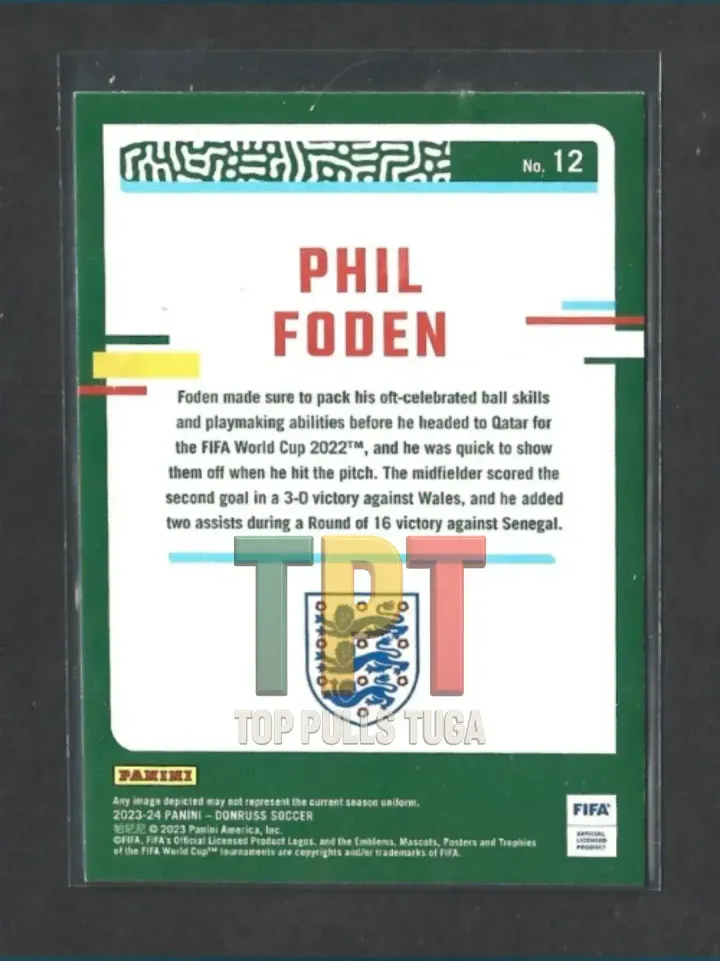 No. 12
PHIL
FODEN
Foden made sure to pack his oft-celebrated ball skills
and playmaking abilities before he headed to Qatar for
the FIFA World Cup 2022™, and he was quick to show
them off when he hit the pitch. The midfielder scored the
second goal in a 3-0 victory against Wales, and he added
two assists during a Round of 16 victory against Senegal.
TPT
TOP PULLS TUGA
PANINI
Any image depicted may not represent the current season uniform.
2023-24 PANINI – DONRUSS SOCCER
帕尼尼 © 2023 Panini America, Inc.
©FIFA, FIFA's Official Licensed Product Logos, and the Emblems, Mascots, Posters and Trophies
of the FIFA World Cup™ tournaments are copyrights and/or trademarks of FIFA.
FIFA
OFFICIAL
LICENSED
PRODUCT